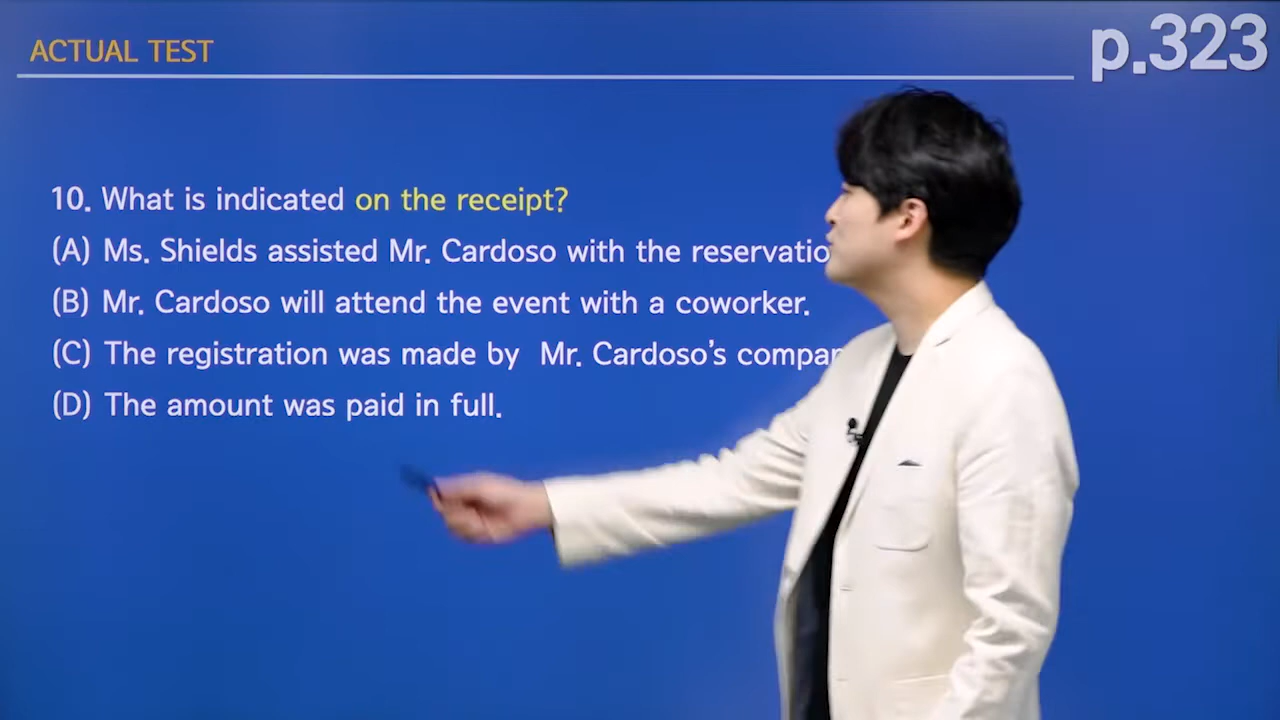 ACTUAL TEST
p.323
10. What is indicated on the receipt?
(A) Ms. Shields assisted Mr. Cardoso with the
(B) Mr. Cardoso will attend the event with a coworker.
(C) The registration was made by Mr. Cardoso's
(D) The amount was paid in full.